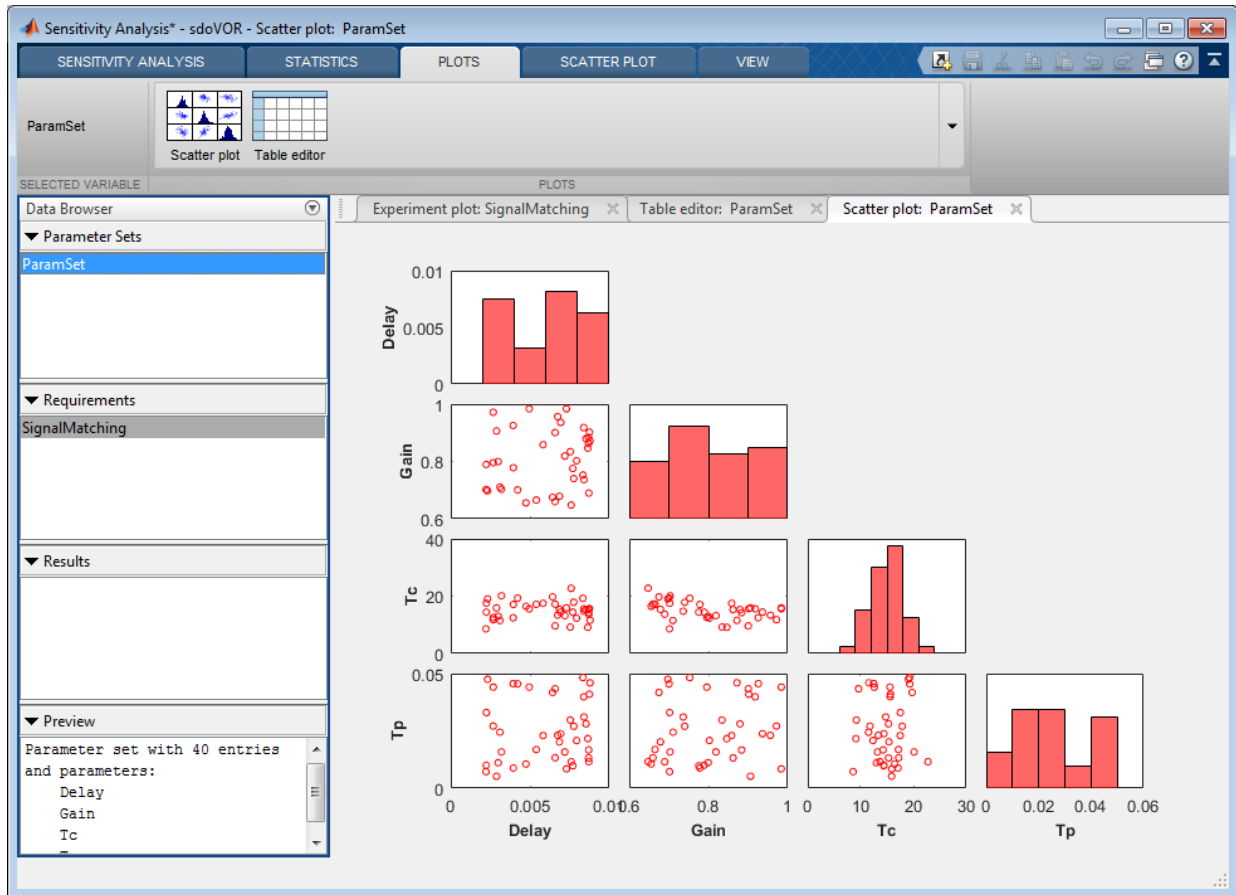 Sensitivity Analysis* - sdoVOR - Scatter plot: ParamSet
SENSITIVITY ANALYSIS STATISTICS PLOTS SCATTER PLOT VIEW
ParamSet
Scatter plot Table editor
SELECTED VARIABLE PLOTS
Data Browser
Parameter Sets
ParamSet
Requirements
SignalMatching
Results
Preview
Parameter set with 40 entries
and parameters:
Delay
Gain
Tc
Experiment plot: SignalMatching Table editor: ParamSet Scatter plot: ParamSet
0.01
0.005
0
Delay
1
0.8
0.6
Gain
40
20
0
Tc
0.05
0
Tp
0 0.005 0.01 0.6 0.8 1 0 10 20 30 0 0.02 0.04 0.06
Delay Gain Tc Tp